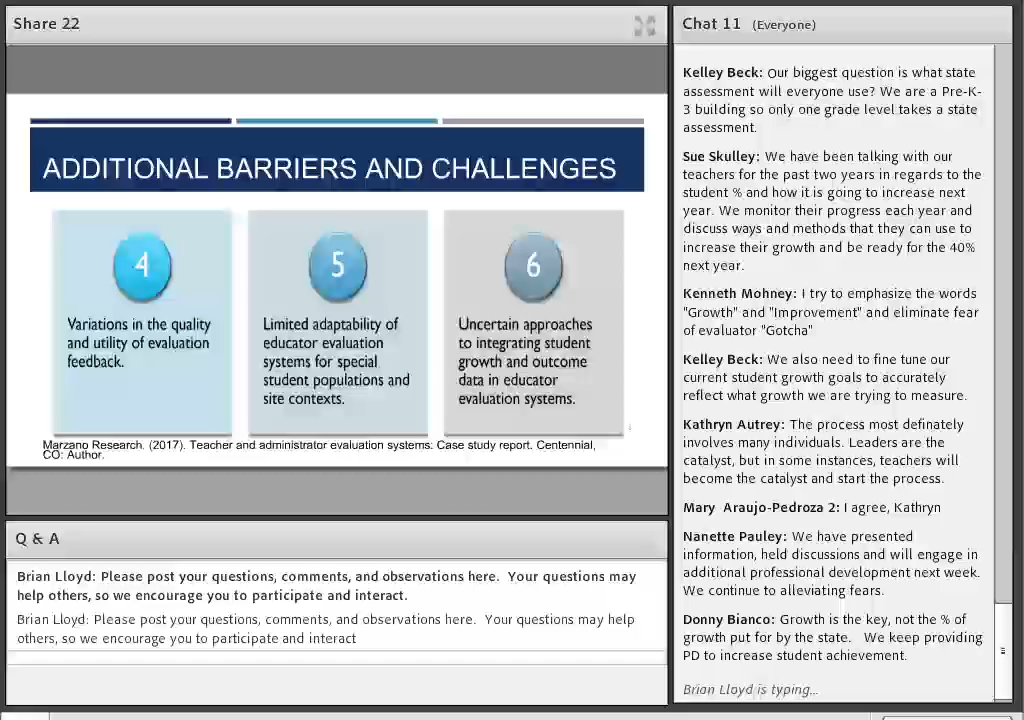 Share 22
ADDITIONAL BARRIERS AND CHALLENGES
4
Variations in the quality
and utility of evaluation
feedback.
5
Limited adaptability of
educator evaluation
systems for special
student populations and
site contexts.
6
Uncertain approaches
to integrating student
growth and outcome
data in educator
evaluation systems.
Marzano Research. (2017). Teacher and administrator evaluation systems: Case study report. Centennial,
CO: Author.
Q & A
Brian Lloyd: Please post your questions, comments, and observations here. Your questions may
help others, so we encourage you to participate and interact.
Brian Lloyd: Please post your questions, comments, and observations here. Your questions may help
others, so we encourage you to participate and interact
Chat 11 (Everyone)
Kelley Beck: Our biggest question is what state
assessment will everyone use? We are a Pre-K-
3 building so only one grade level takes a state
assessment.
Sue Skulley: We have been talking with our
teachers for the past two years in regards to the
student % and how it is going to increase next
year. We monitor their progress each year and
discuss ways and methods that they can use to
increase their growth and be ready for the 40%
next year.
Kenneth Mohney: I try to emphasize the words
"Growth" and "Improvement" and eliminate fear
of evaluator "Gotcha"
Kelley Beck: We also need to fine tune our
current student growth goals to accurately
reflect what growth we are trying to measure.
Kathryn Autrey: The process most definately
involves many individuals. Leaders are the
catalyst, but in some instances, teachers will
become the catalyst and start the process.
Mary Araujo-Pedroza 2: I agree, Kathryn
Nanette Pauley: We have presented
information, held discussions and will engage in
additional professional development next week.
We continue to alleviating fears.
Donny Bianco: Growth is the key, not the % of
growth put for by the state. We keep providing
PD to increase student achievement.
Brian Lloyd is typing...